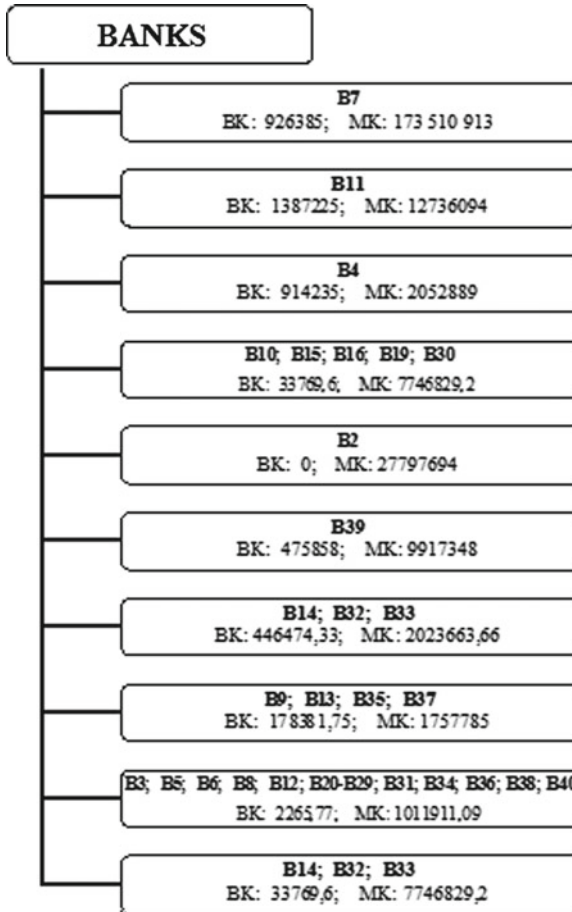 BANKS
B7
BK: 926385; MK: 173 510 913
B11
BK: 1387225; MK: 12736094
B4
BK: 914235; MK: 2052889
B10; B15; B16; B19; B30
BK: 33769,6; MK: 7746829,2
B2
BK: 0; MK: 27797694
B39
BK: 475858; MK: 9917348
B14; B32; B33
BK: 446474,33; MK: 2023663,66
B9; B13; B35; B37
BK: 178381,75; MK: 1757785
B3; B5; B6; B8; B12; B20-B29; B31; B34; B36; B38; B40
BK: 2265,77; MK: 1011911,09
B14; B32; B33
BK: 33769,6; MK: 7746829,2